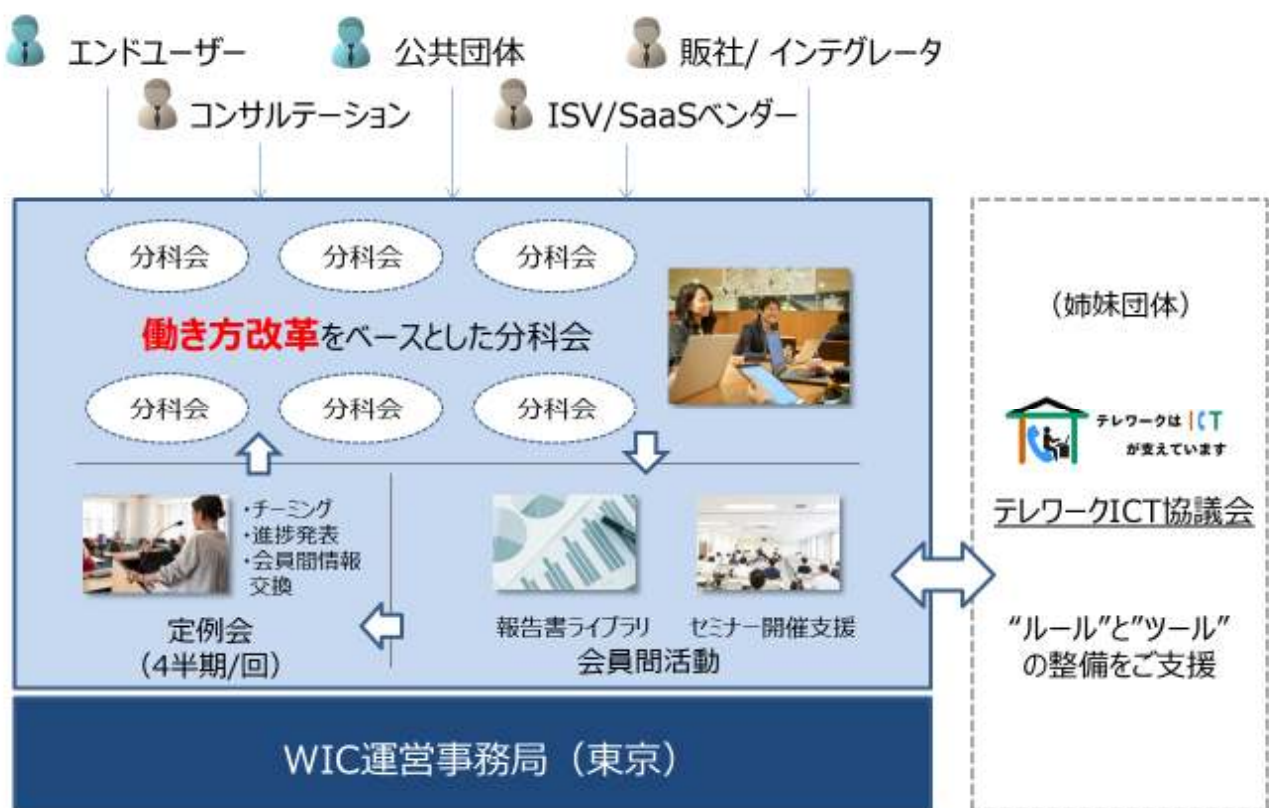 エンドユーザー
公共団体
販社/ インテグレータ
コンサルテーション
ISV/SaaSベンダー
分科会
分科会
分科会
働き方改革をベースとした分科会
分科会
分科会
分科会
・チーミング
・進捗発表
・会員間情報
交換
定例会
(4半期/回)
報告書ライブラリ
セミナー開催支援
会員間活動
WIC運営事務局（東京）
（姉妹団体）
テレワークは ICT
が支えています
テレワークICT協議会
“ルール”と”ツール”
の整備をご支援